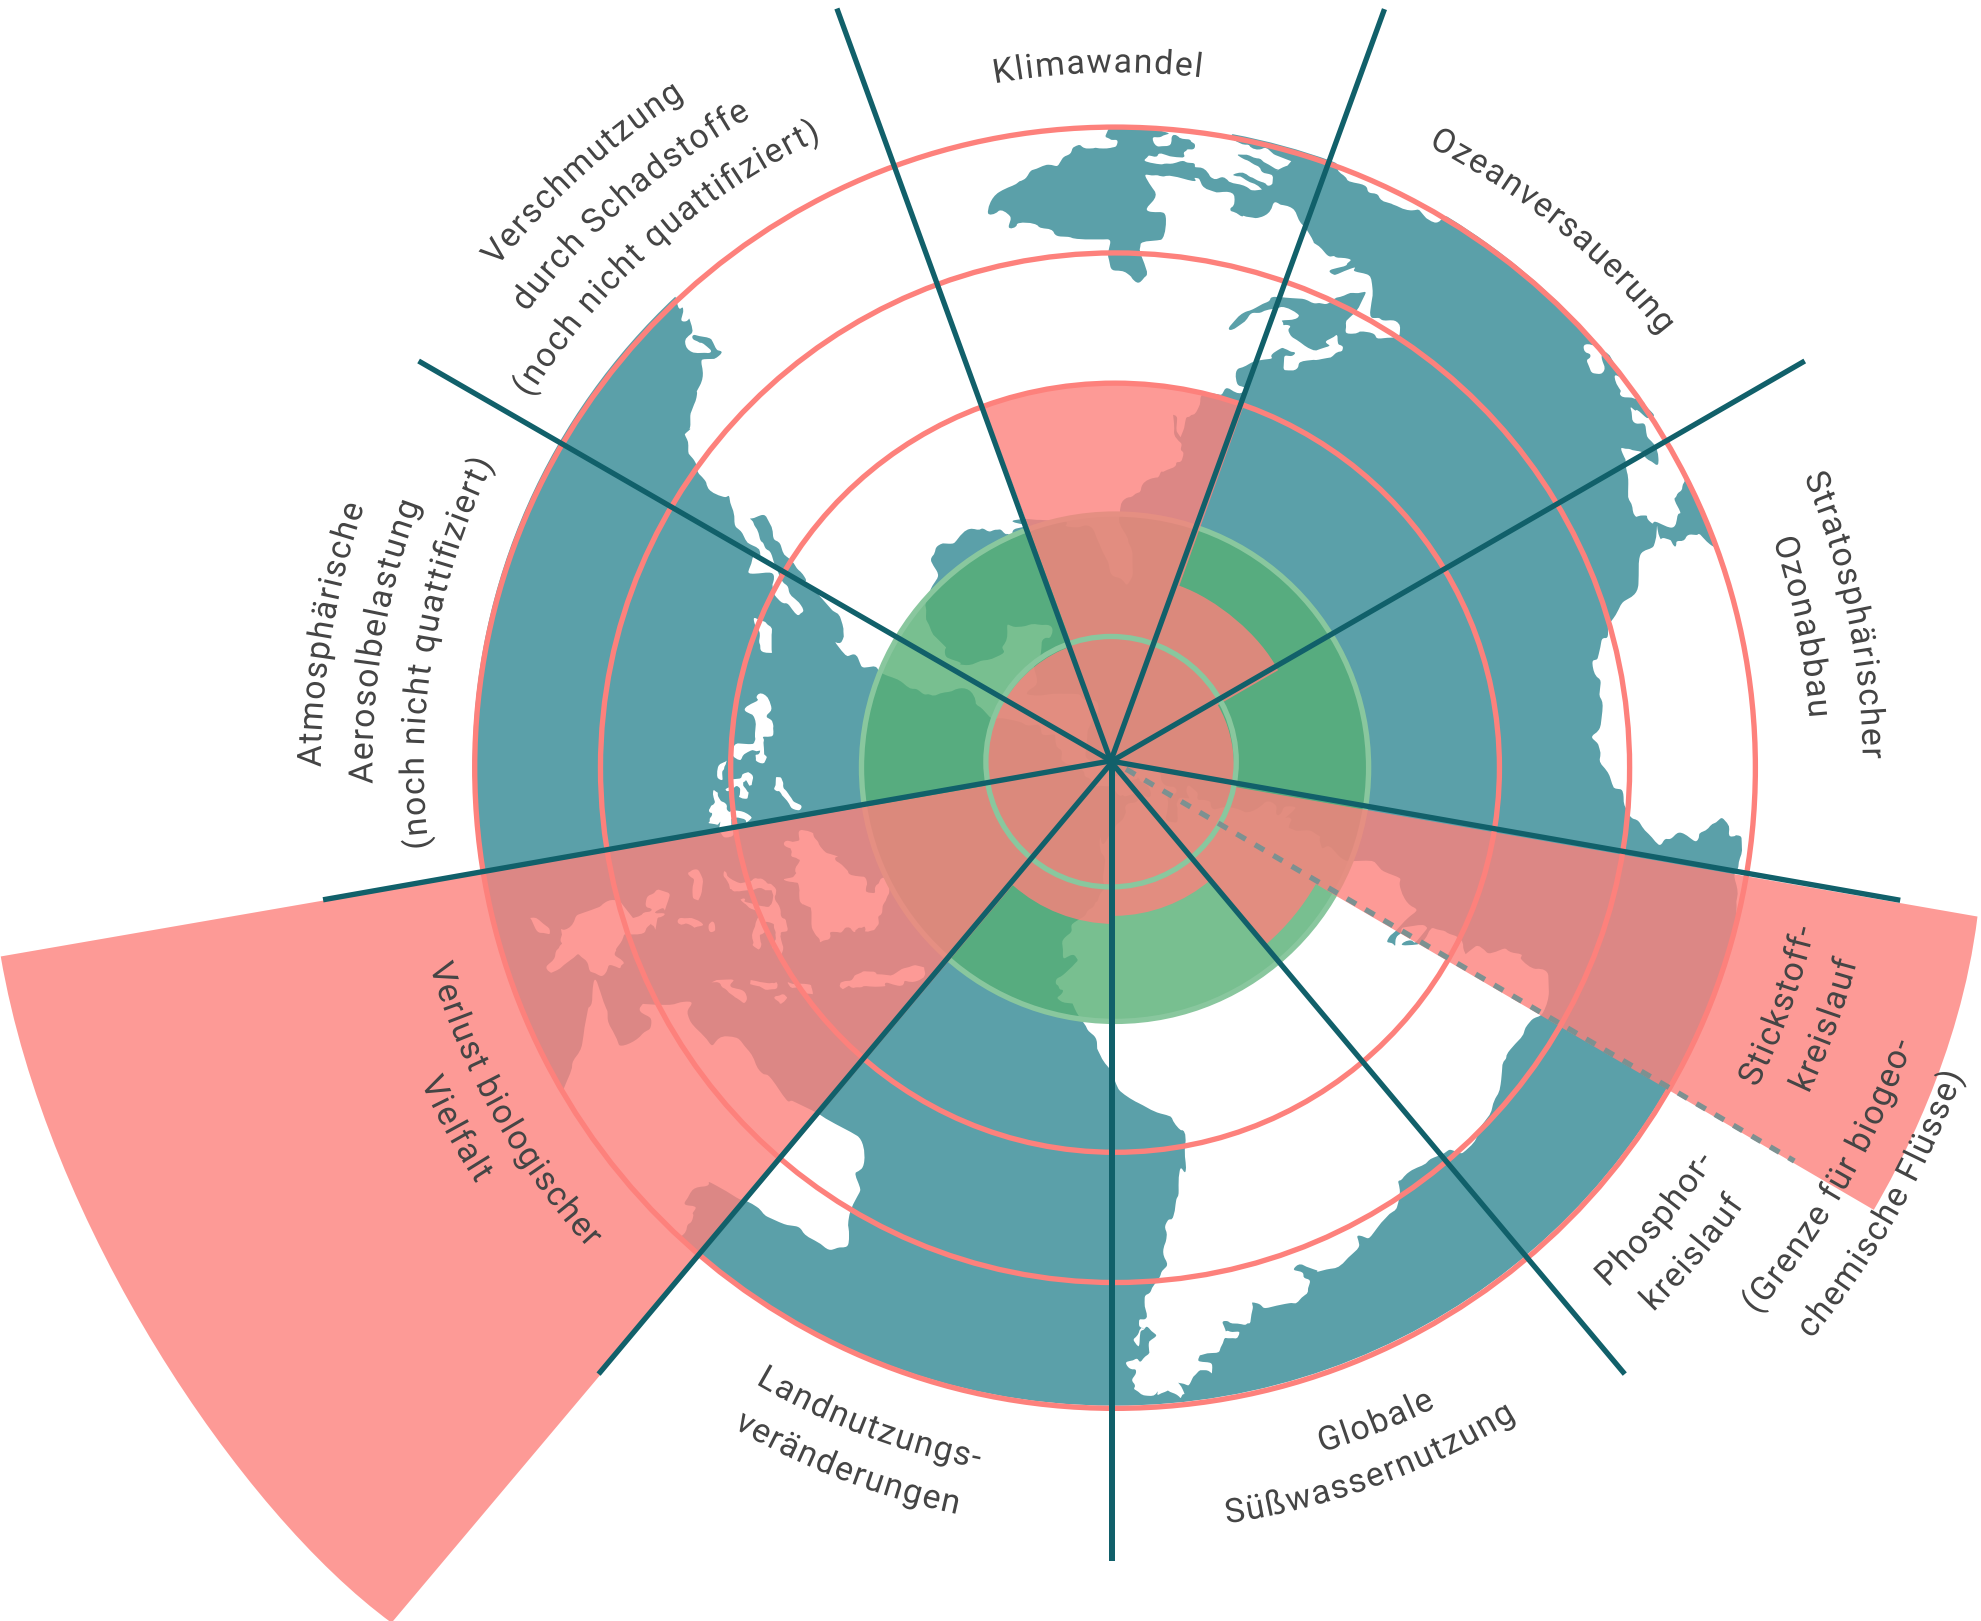 Klimawandel
Ozeanversauerung
Stratosphärischer
Ozonabbau
Stickstoff-
kreislauf
(Grenze für biogeo-
chemische Flüsse)
Phosphor-
kreislauf
Globale
Süßwassernutzung
Landnutzungs-
veränderungen
Verlust biologischer
Vielfalt
Atmosphärische
Aerosolbelastung
(noch nicht quattifiziert)
Verschmutzung
durch Schadstoffe
(noch nicht quattifiziert)